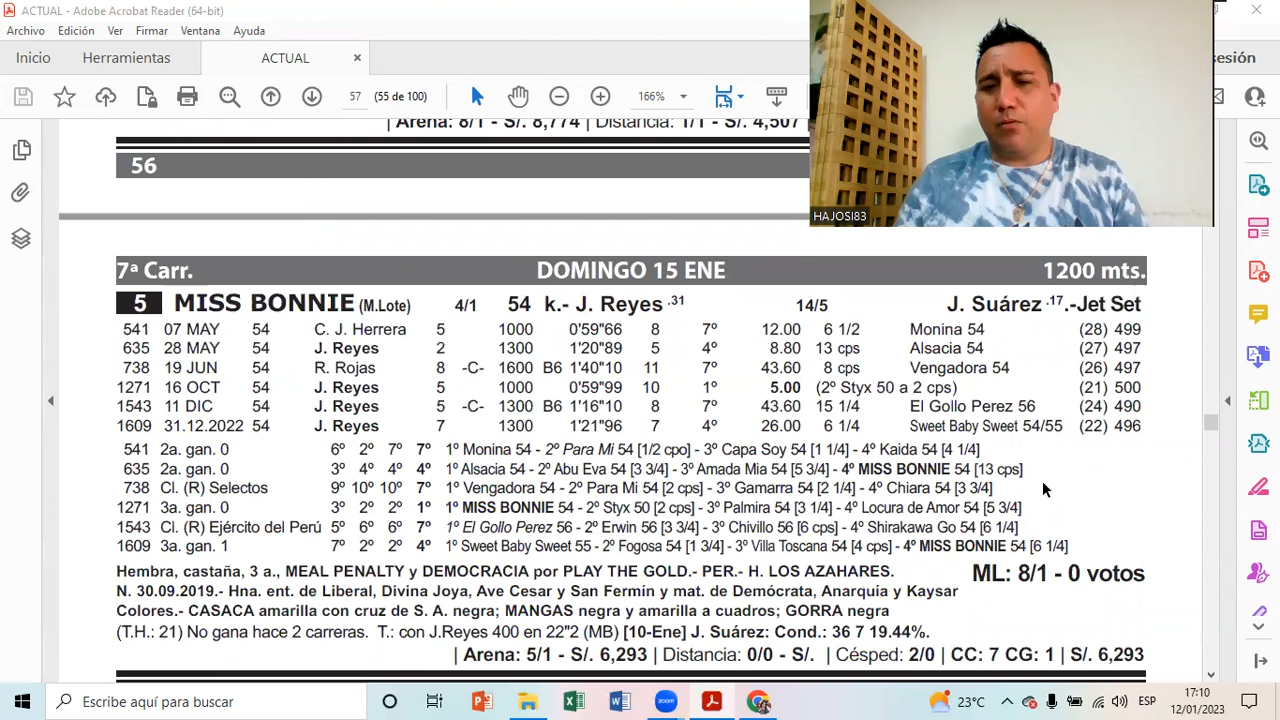 ACTUAL - Adobe Acrobat Reader (64-bit)
Archivo Edición Ver Firmar Ventana Ayuda
Inicio Herramientas ACTUAL × sesión
57 (55 de 100) 166%
| Arena: 8/1 - S/. 8,774 | Distancia: 1/1 - S/. 4,507
56
HAJOSI83
7ª Carr. DOMINGO 15 ENE 1200 mts.
5 MISS BONNIE (M.Lote) 4/1 54 k.- J. Reyes .31 14/5 J. Suárez .17.-Jet Set
541 07 MAY 54 C. J. Herrera 5 1000 0'59"66 8 7º 12.00 6 1/2 Monina 54 (28) 499
635 28 MAY 54 J. Reyes 2 1300 1'20"89 5 4º 8.80 13 cps Alsacia 54 (27) 497
738 19 JUN 54 R. Rojas 8 -C- 1600 B6 1'40"10 11 7º 43.60 8 cps Vengadora 54 (26) 497
1271 16 OCT 54 J. Reyes 5 1000 0'59"99 10 1º 5.00 (2º Styx 50 a 2 cps) (21) 500
1543 11 DIC 54 J. Reyes 5 -C- 1300 B6 1'16"10 8 7º 43.60 15 1/4 El Gollo Perez 56 (24) 490
1609 31.12.2022 54 J. Reyes 7 1300 1'21"96 7 4º 26.00 6 1/4 Sweet Baby Sweet 54/55 (22) 496
541 2a. gan. 0 6º 2º 7º 7º 1º Monina 54 - 2º Para Mi 54 [1/2 cpo] - 3º Capa Soy 54 [1 1/4] - 4º Kaida 54 [4 1/4]
635 2a. gan. 0 3º 4º 4º 4º 1º Alsacia 54 - 2º Abu Eva 54 [3 3/4] - 3º Amada Mia 54 [5 3/4] - 4º MISS BONNIE 54 [13 cps]
738 Cl. (R) Selectos 9º 10º 10º 7º 1º Vengadora 54 - 2º Para Mi 54 [2 cps] - 3º Gamarra 54 [2 1/4] - 4º Chiara 54 [3 3/4]
1271 3a. gan. 0 3º 2º 2º 1º 1º MISS BONNIE 54 - 2º Styx 50 [2 cps] - 3º Palmira 54 [3 1/4] - 4º Locura de Amor 54 [5 3/4]
1543 Cl. (R) Ejército del Perú 5º 6º 6º 7º 1º El Gollo Perez 56 - 2º Erwin 56 [3 3/4] - 3º Chivillo 56 [6 cps] - 4º Shirakawa Go 54 [6 1/4]
1609 3a. gan. 1 7º 2º 2º 4º 1º Sweet Baby Sweet 55 - 2º Fogosa 54 [1 3/4] - 3º Villa Toscana 54 [4 cps] - 4º MISS BONNIE 54 [6 1/4]
Hembra, castaña, 3 a., MEAL PENALTY y DEMOCRACIA por PLAY THE GOLD.- PER.- H. LOS AZAHARES. ML: 8/1 - 0 votos
N. 30.09.2019.- Hna. ent. de Liberal, Divina Joya, Ave Cesar y San Fermín y mat. de Demócrata, Anarquía y Kaysar
Colores.- CASACA amarilla con cruz de S. A. negra; MANGAS negra y amarilla a cuadros; GORRA negra
(T.H.: 21) No gana hace 2 carreras. T.: con J.Reyes 400 en 22"2 (MB) [10-Ene] J. Suárez: Cond.: 36 7 19.44%.
| Arena: 5/1 - S/. 6,293 | Distancia: 0/0 - S/. | Césped: 2/0 | CC: 7 CG: 1 | S/. 6,293
Escribe aquí para buscar 23°C ESP 17:10
12/01/2023